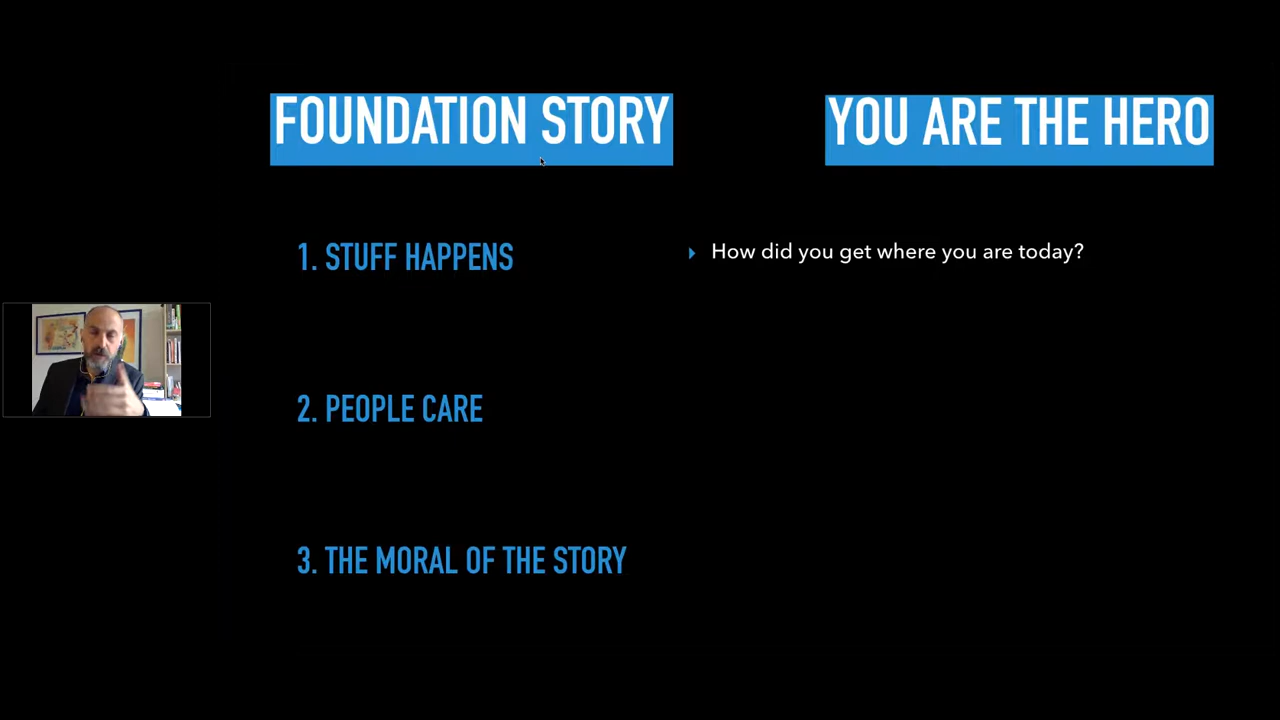 FOUNDATION STORY
YOU ARE THE HERO
1. STUFF HAPPENS
How did you get where you are today?
2. PEOPLE CARE
3. THE MORAL OF THE STORY